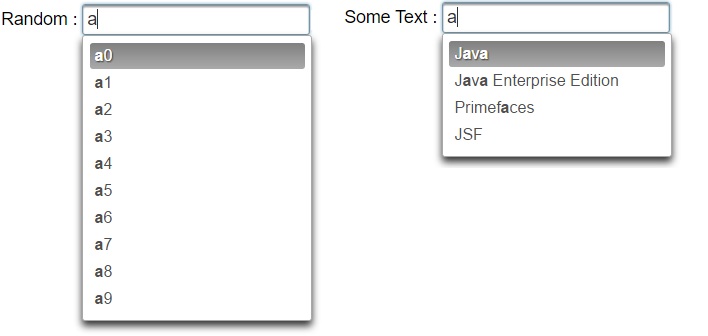 Random : a
a0
a1
a2
a3
a4
a5
a6
a7
a8
a9
Some Text : a
Java
Java Enterprise Edition
Primefaces
JSF